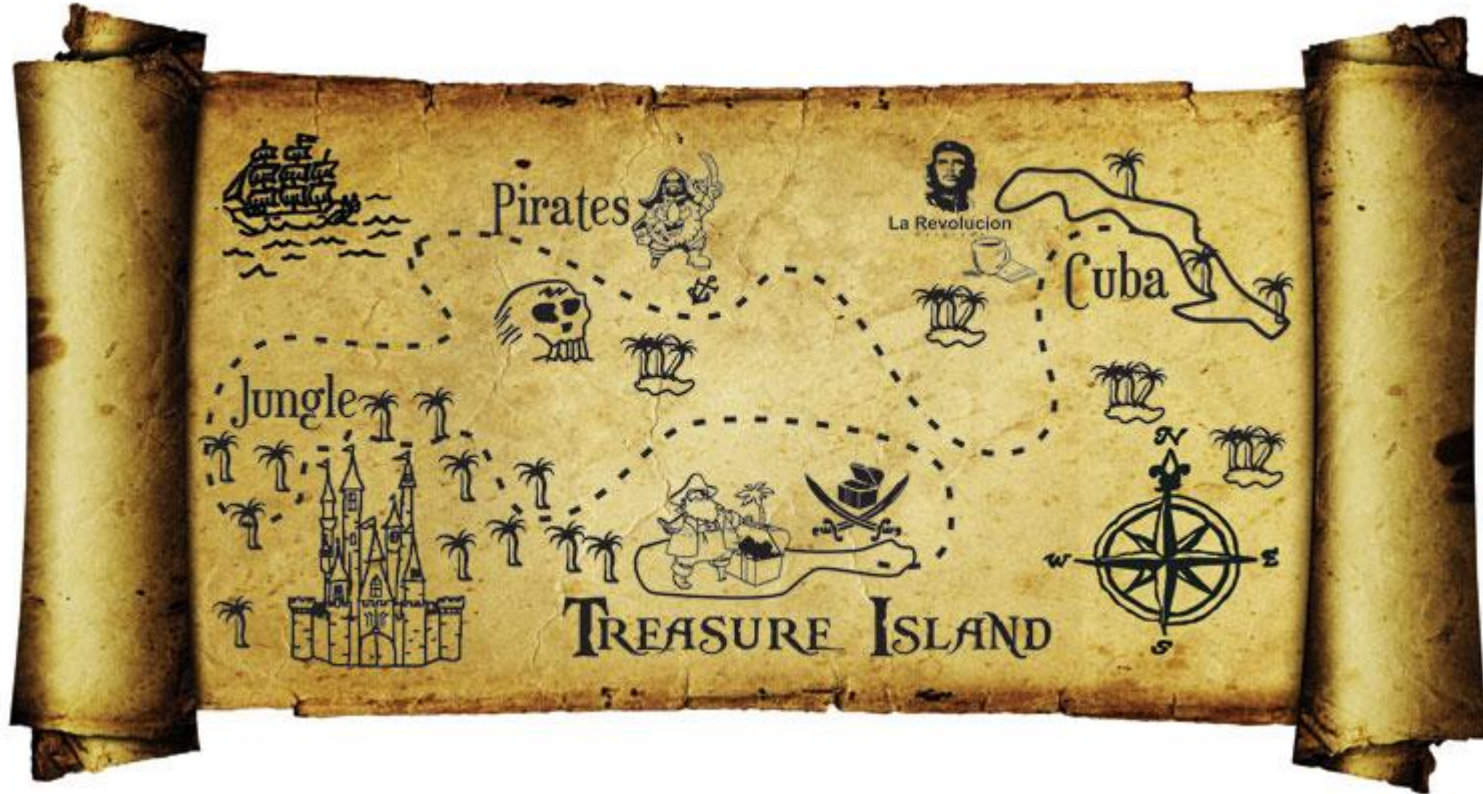 Pirates
La Revolucion
Cuba
Jungle
N
W
E
S
TREASURE ISLAND